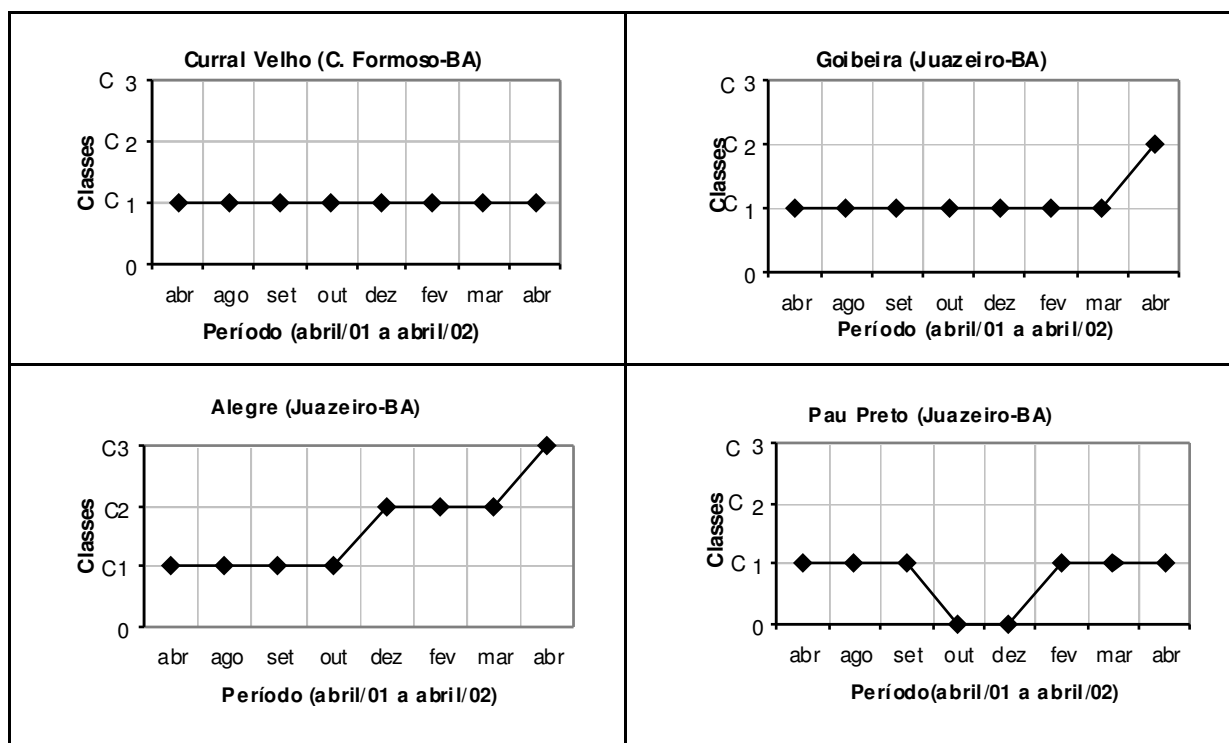 Curral Velho (C. Formoso-BA)
C 3
C 2
C 1
0
Classes
abr ago set out dez fev mar abr
Período (abril/01 a abril/02)
Goibeira (Juazeiro-BA)
C 3
C 2
C 1
0
Classes
abr ago set out dez fev mar abr
Período (abril/01 a abril/02)
Alegre (Juazeiro-BA)
C3
C2
C1
0
Classes
abr ago set out dez fev mar abr
Período (abril/01 a abril/02)
Pau Preto (Juazeiro-BA)
C 3
C 2
C 1
0
Classes
abr ago set out dez fev mar abr
Período(abril/01 a abril/02)